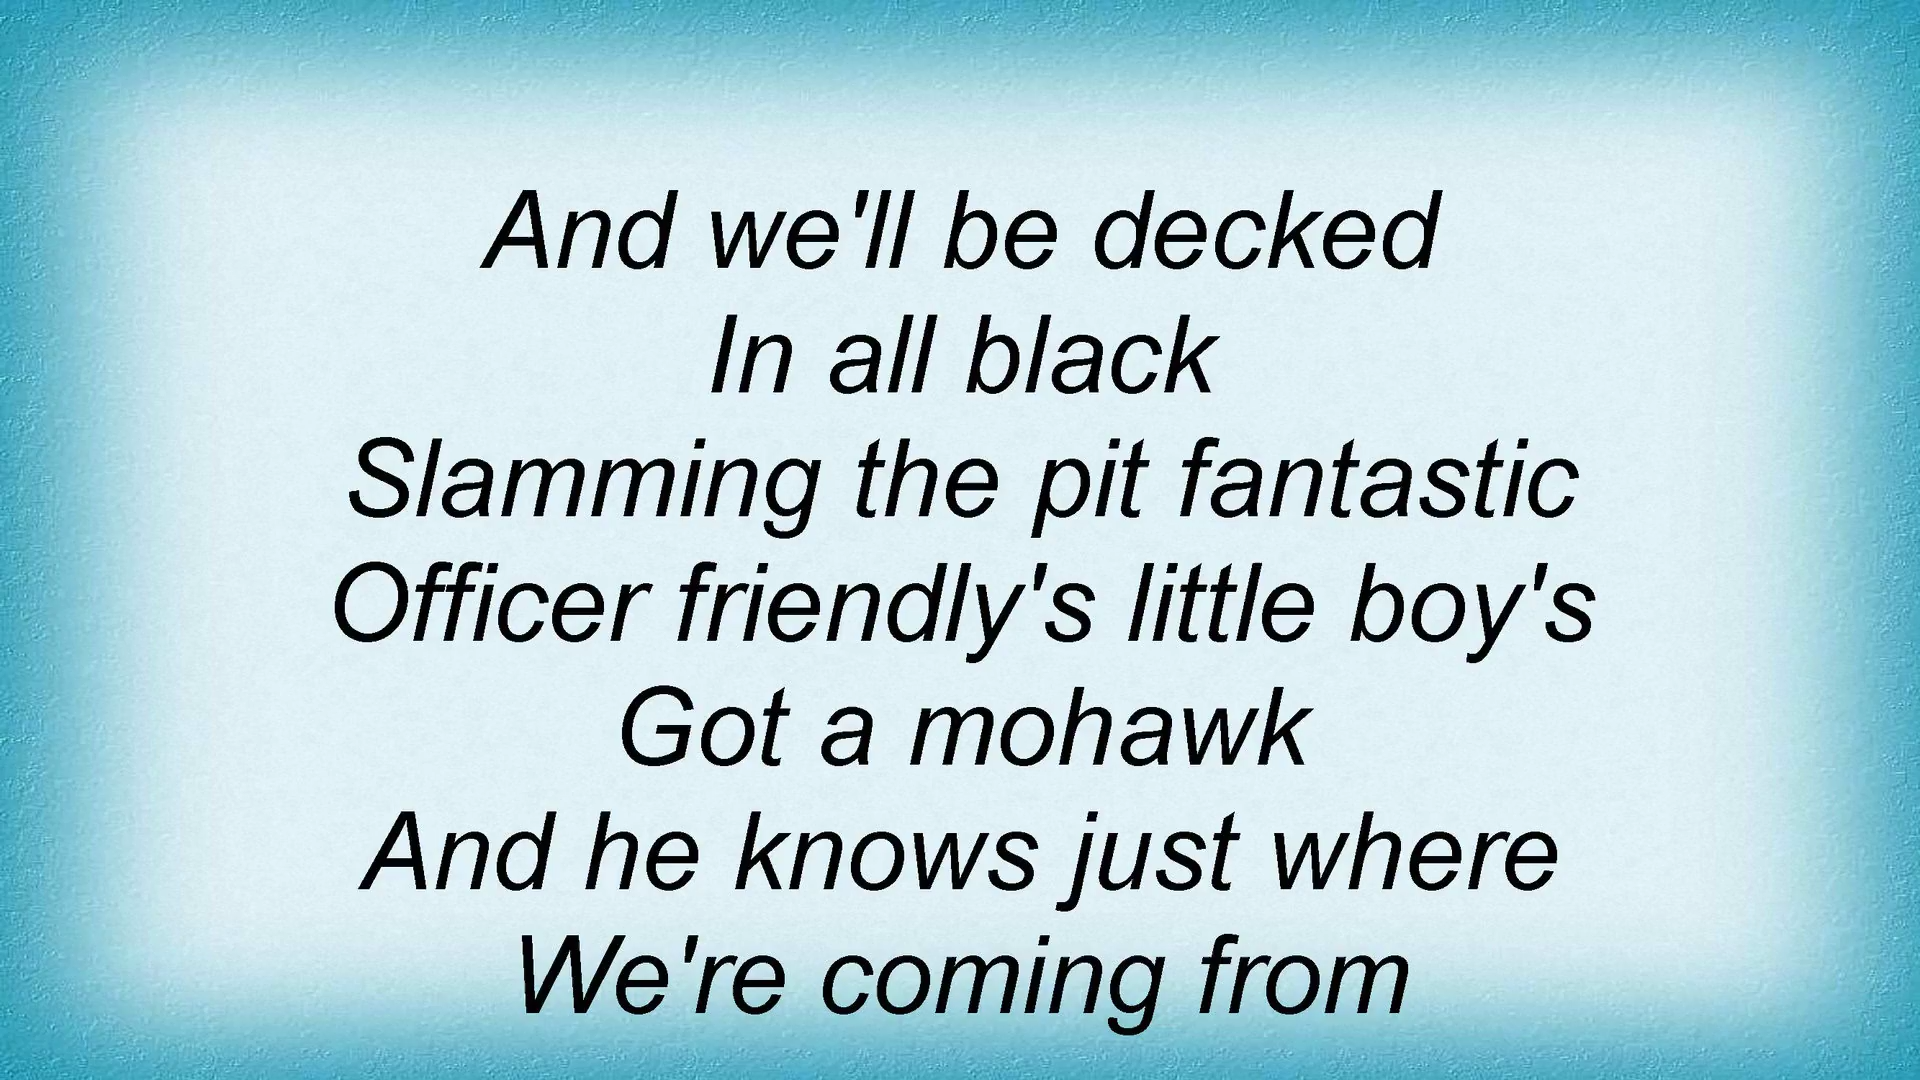 And we'll be decked
In all black
Slamming the pit fantastic
Officer friendly's little boy's
Got a mohawk
And he knows just where
We're coming from